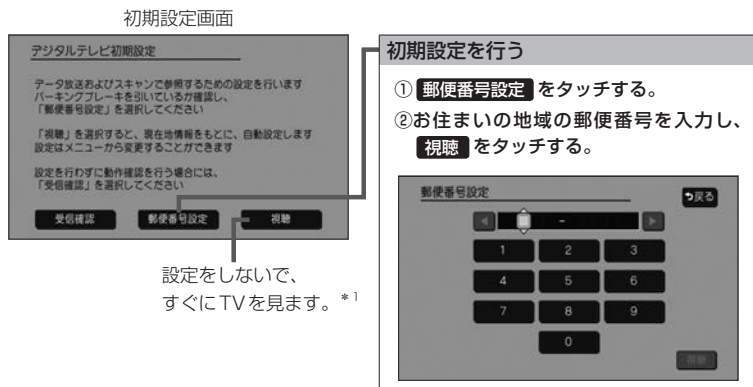 初期設定画面
デジタルテレビ初期設定
データ放送およびスキャンで参照するための設定を行います
パーキングブレーキを引いているか確認し、
「郵便番号設定」を選択してください
「視聴」を選択すると、現在地情報をもとに、自動設定します
設定はメニューから変更することができます
設定を行わずに動作確認を行う場合には、
「受信確認」を選択してください
受信確認 郵便番号設定 視聴
設定をしないで、
すぐにTVを見ます。*1
初期設定を行う
① 郵便番号設定 をタッチする。
②お住まいの地域の郵便番号を入力し、
視聴 をタッチする。
郵便番号設定 戻る
-
1 2 3
4 5 6
7 8 9
0
視聴